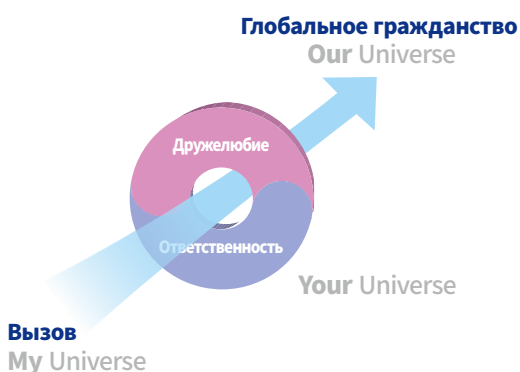 Глобальное гражданство
Our Universe
Дружелюбие
Ответственность
Your Universe
Вызов
My Universe